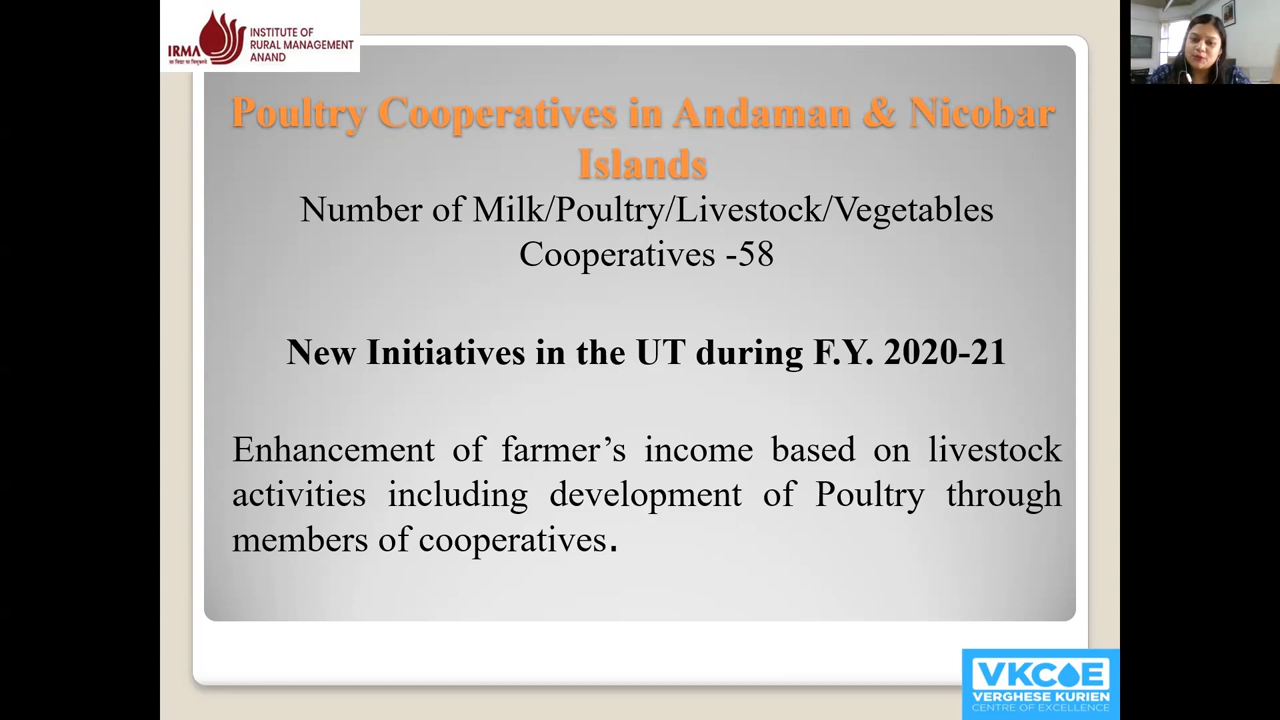 IRMA
INSTITUTE OF
RURAL MANAGEMENT
ANAND
Poultry Cooperatives in Andaman & Nicobar
Islands
Number of Milk/Poultry/Livestock/Vegetables
Cooperatives -58
New Initiatives in the UT during F.Y. 2020-21
Enhancement of farmer’s income based on livestock
activities including development of Poultry through
members of cooperatives.
VKCOE
VERGHESE KURIEN
CENTRE OF EXCELLENCE